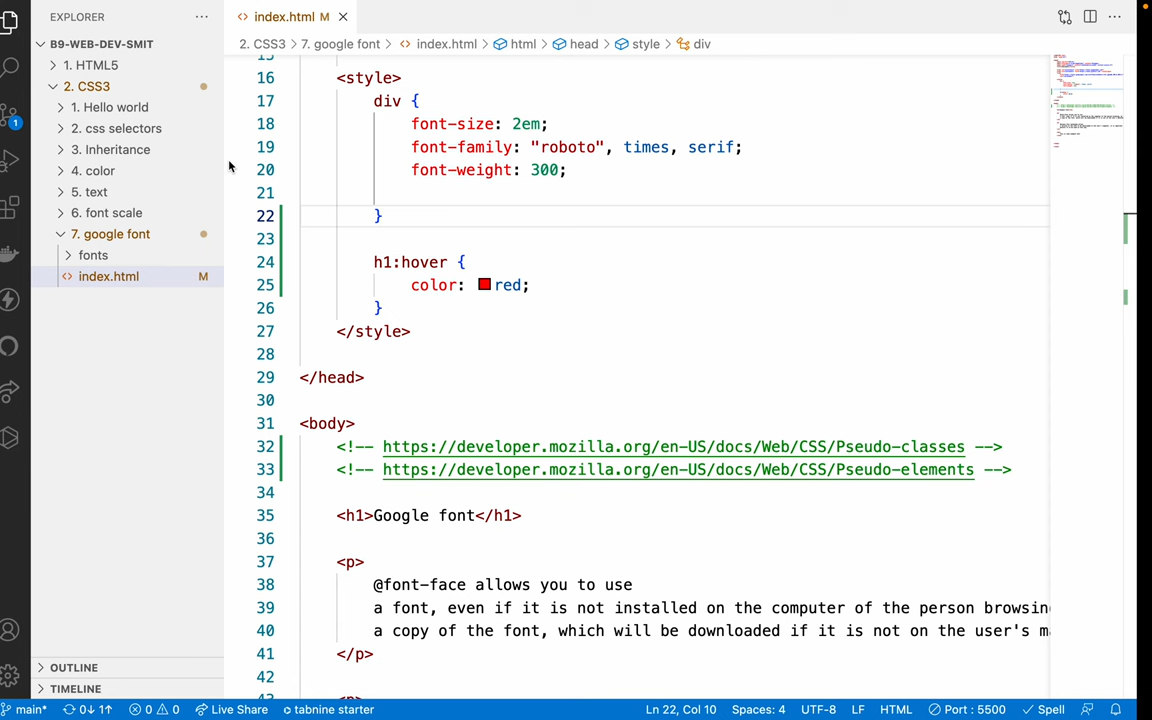 EXPLORER
index.html M
B9-WEB-DEV-SMIT
1. HTML5
2. CSS3
1. Hello world
2. css selectors
3. Inheritance
4. color
5. text
6. font scale
7. google font
fonts
index.html M
OUTLINE
TIMELINE
2. CSS3 > 7. google font > index.html > html > head > style > div
15
16 <style>
17 div {
18 font-size: 2em;
19 font-family: "roboto", times, serif;
20 font-weight: 300;
21
22 }
23
24 h1:hover {
25 color: red;
26 }
27 </style>
28
29 </head>
30
31 <body>
32 <!-- https://developer.mozilla.org/en-US/docs/Web/CSS/Pseudo-classes -->
33 <!-- https://developer.mozilla.org/en-US/docs/Web/CSS/Pseudo-elements -->
34
35 <h1>Google font</h1>
36
37 <p>
38 @font-face allows you to use
39 a font, even if it is not installed on the computer of the person browsing
40 a copy of the font, which will be downloaded if it is not on the user's
41 </p>
42
43 <p>
1
main* 0↓ 1↑ 0 0 Live Share tabnine starter Ln 22, Col 10 Spaces: 4 UTF-8 LF HTML Port : 5500 Spell